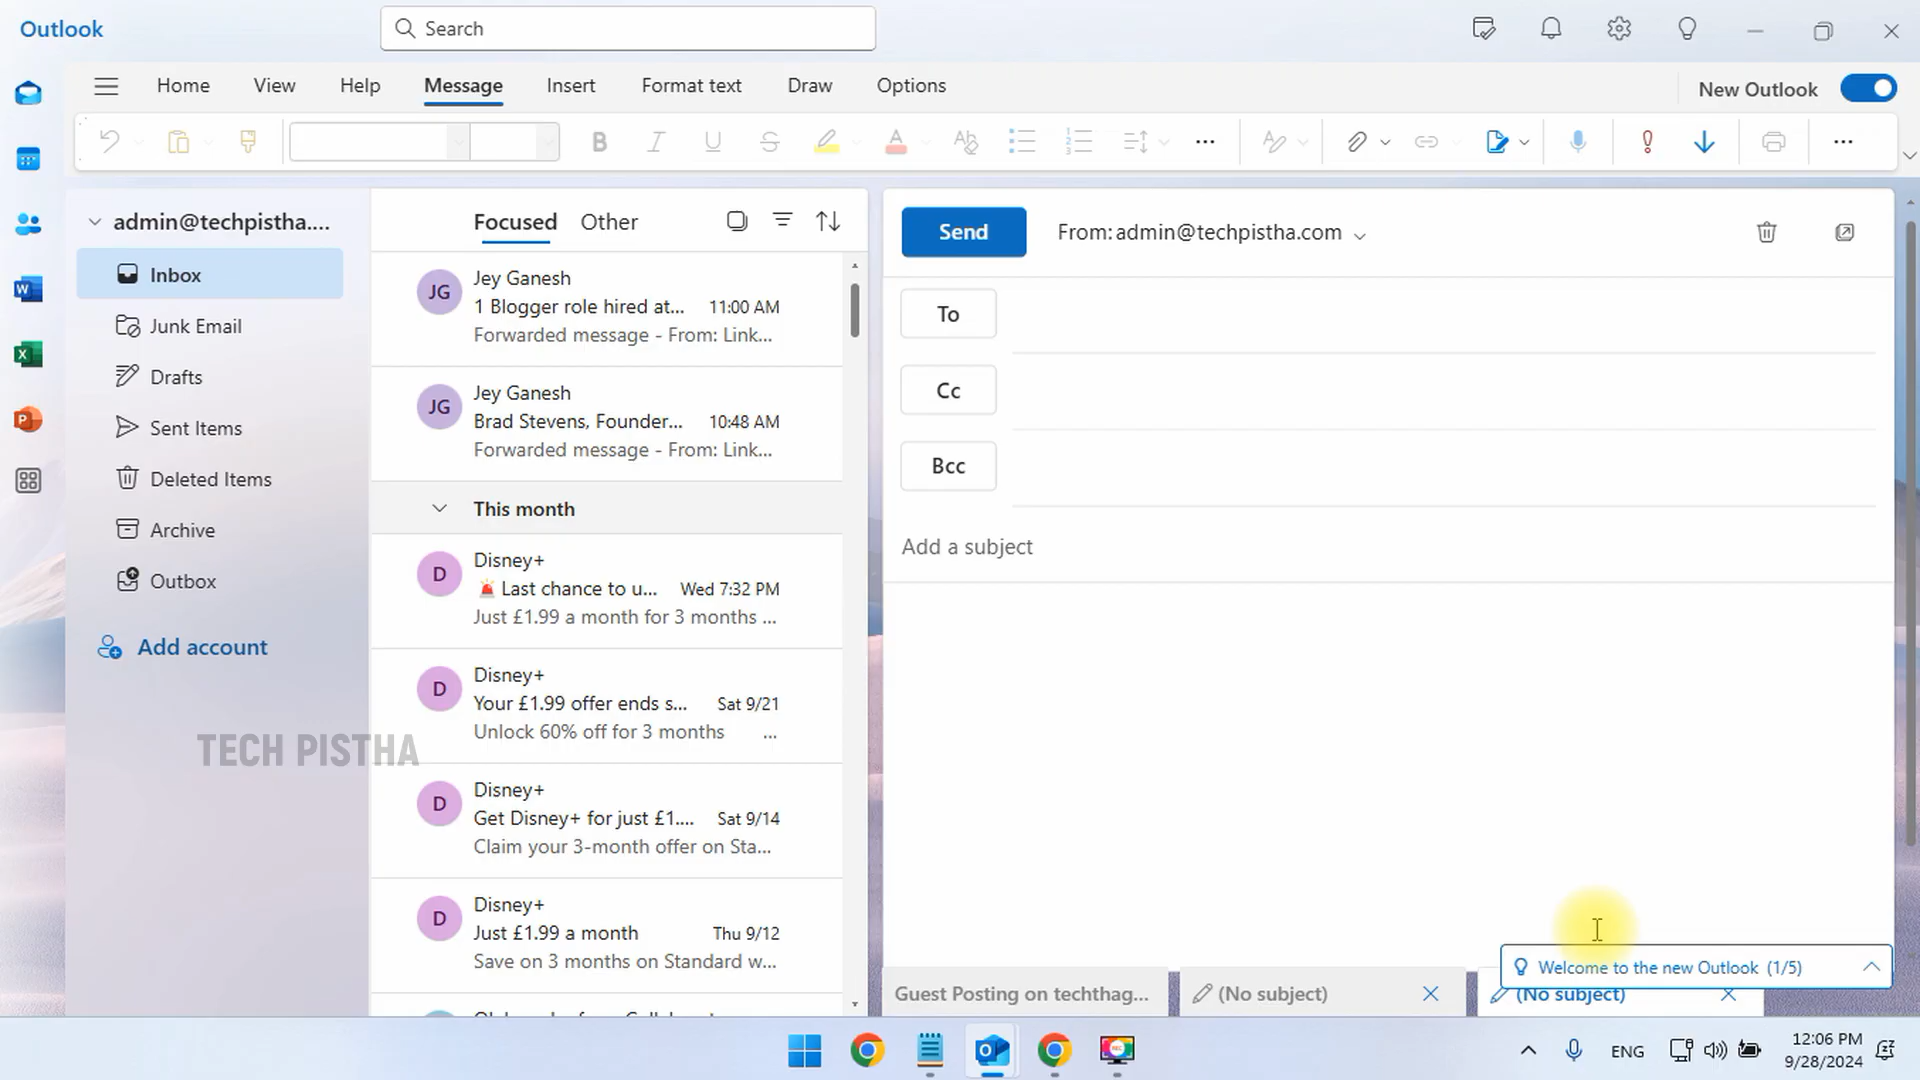 Outlook
Search
Home View Help Message Insert Format text Draw Options
New Outlook
admin@techpistha....
Inbox
Junk Email
Drafts
Sent Items
Deleted Items
Archive
Outbox
Add account
TECH PISTHA
Focused Other
JG
Jey Ganesh
1 Blogger role hired at... 11:00 AM
Forwarded message - From: Link...
JG
Jey Ganesh
Brad Stevens, Founder... 10:48 AM
Forwarded message - From: Link...
This month
D
Disney+
🚨 Last chance to u... Wed 7:32 PM
Just £1.99 a month for 3 months ...
D
Disney+
Your £1.99 offer ends s... Sat 9/21
Unlock 60% off for 3 months ...
D
Disney+
Get Disney+ for just £1.... Sat 9/14
Claim your 3-month offer on Sta...
D
Disney+
Just £1.99 a month Thu 9/12
Save on 3 months on Standard w...
Send
From: admin@techpistha.com
To
Cc
Bcc
Add a subject
Welcome to the new Outlook (1/5)
Guest Posting on techthag...
(No subject)
(No subject)
ENG
12:06 PM
9/28/2024